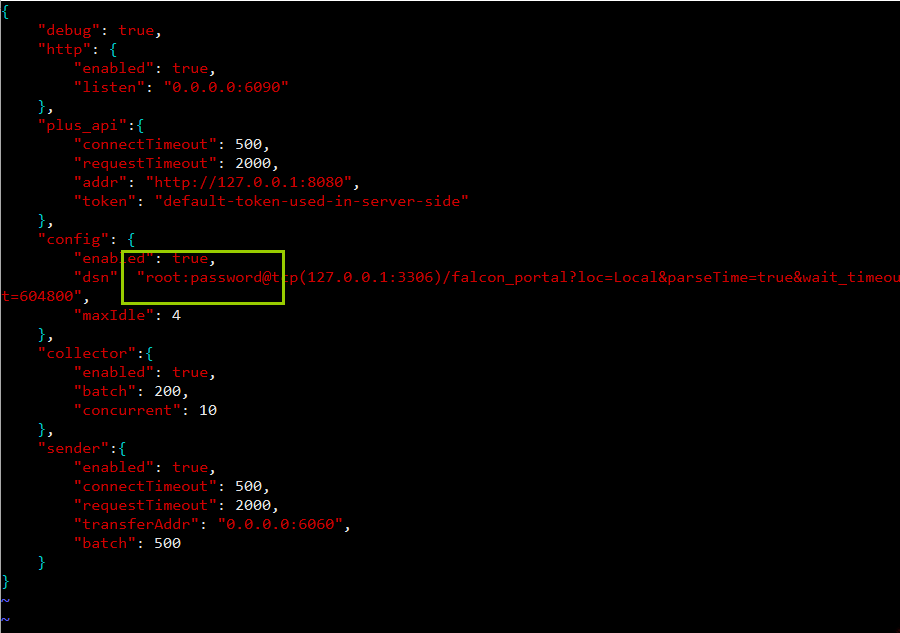 {
    "debug": true,
    "http": {
        "enabled": true,
        "listen": "0.0.0.0:6090"
    },
    "plus_api":{
        "connectTimeout": 500,
        "requestTimeout": 2000,
        "addr": "http://127.0.0.1:8080",
        "token": "default-token-used-in-server-side"
    },
    "config": {
        "enabled": true,
        "dsn" "root:password@tcp(127.0.0.1:3306)/falcon_portal?loc=Local&parseTime=true&wait_timeou
t=604800",
        "maxIdle": 4
    },
    "collector":{
        "enabled": true,
        "batch": 200,
        "concurrent": 10
    },
    "sender":{
        "enabled": true,
        "connectTimeout": 500,
        "requestTimeout": 2000,
        "transferAddr": "0.0.0.0:6060",
        "batch": 500
    }
}
~
~